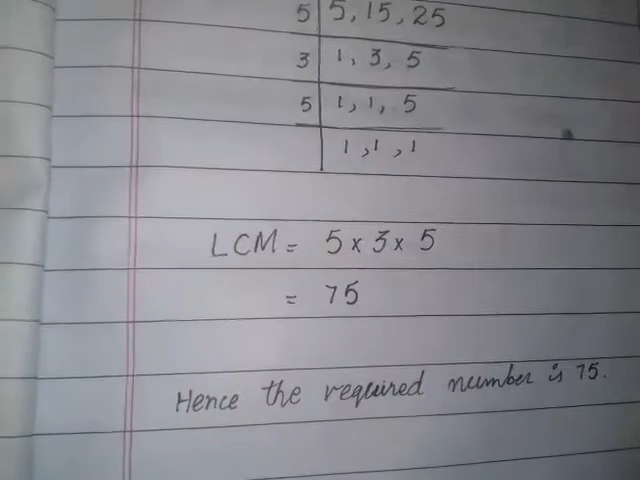 5 | 5, 15, 25
3 | 1, 3, 5
5 | 1, 1, 5
1, 1, 1
LCM = 5 × 3 × 5
= 75
Hence the required number is 75.